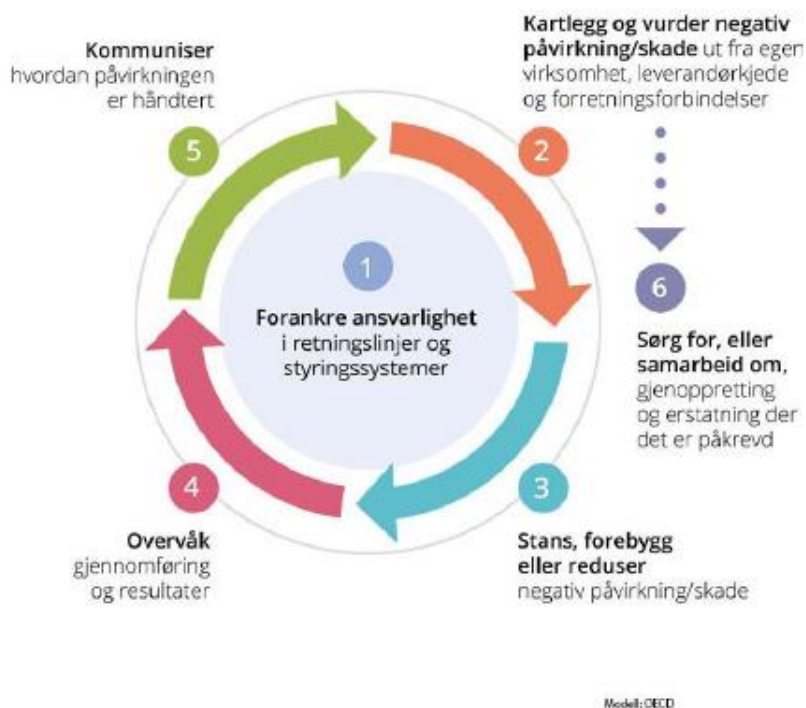 Kommuniser
hvordan påvirkningen
er håndtert
5
Kartlegg og vurder negativ
påvirkning/skade ut fra egen
virksomhet, leverandørkjede
og forretningsforbindelser
2
1
Forankre ansvarlighet
i retningslinjer og
styringssystemer
6
Sørg for, eller
samarbeid om,
gjenoppretting
og erstatning der
det er påkrevd
4
Overvåk
gjennomføring
og resultater
3
Stans, forebygg
eller reduser
negativ påvirkning/skade
Modell: OECD